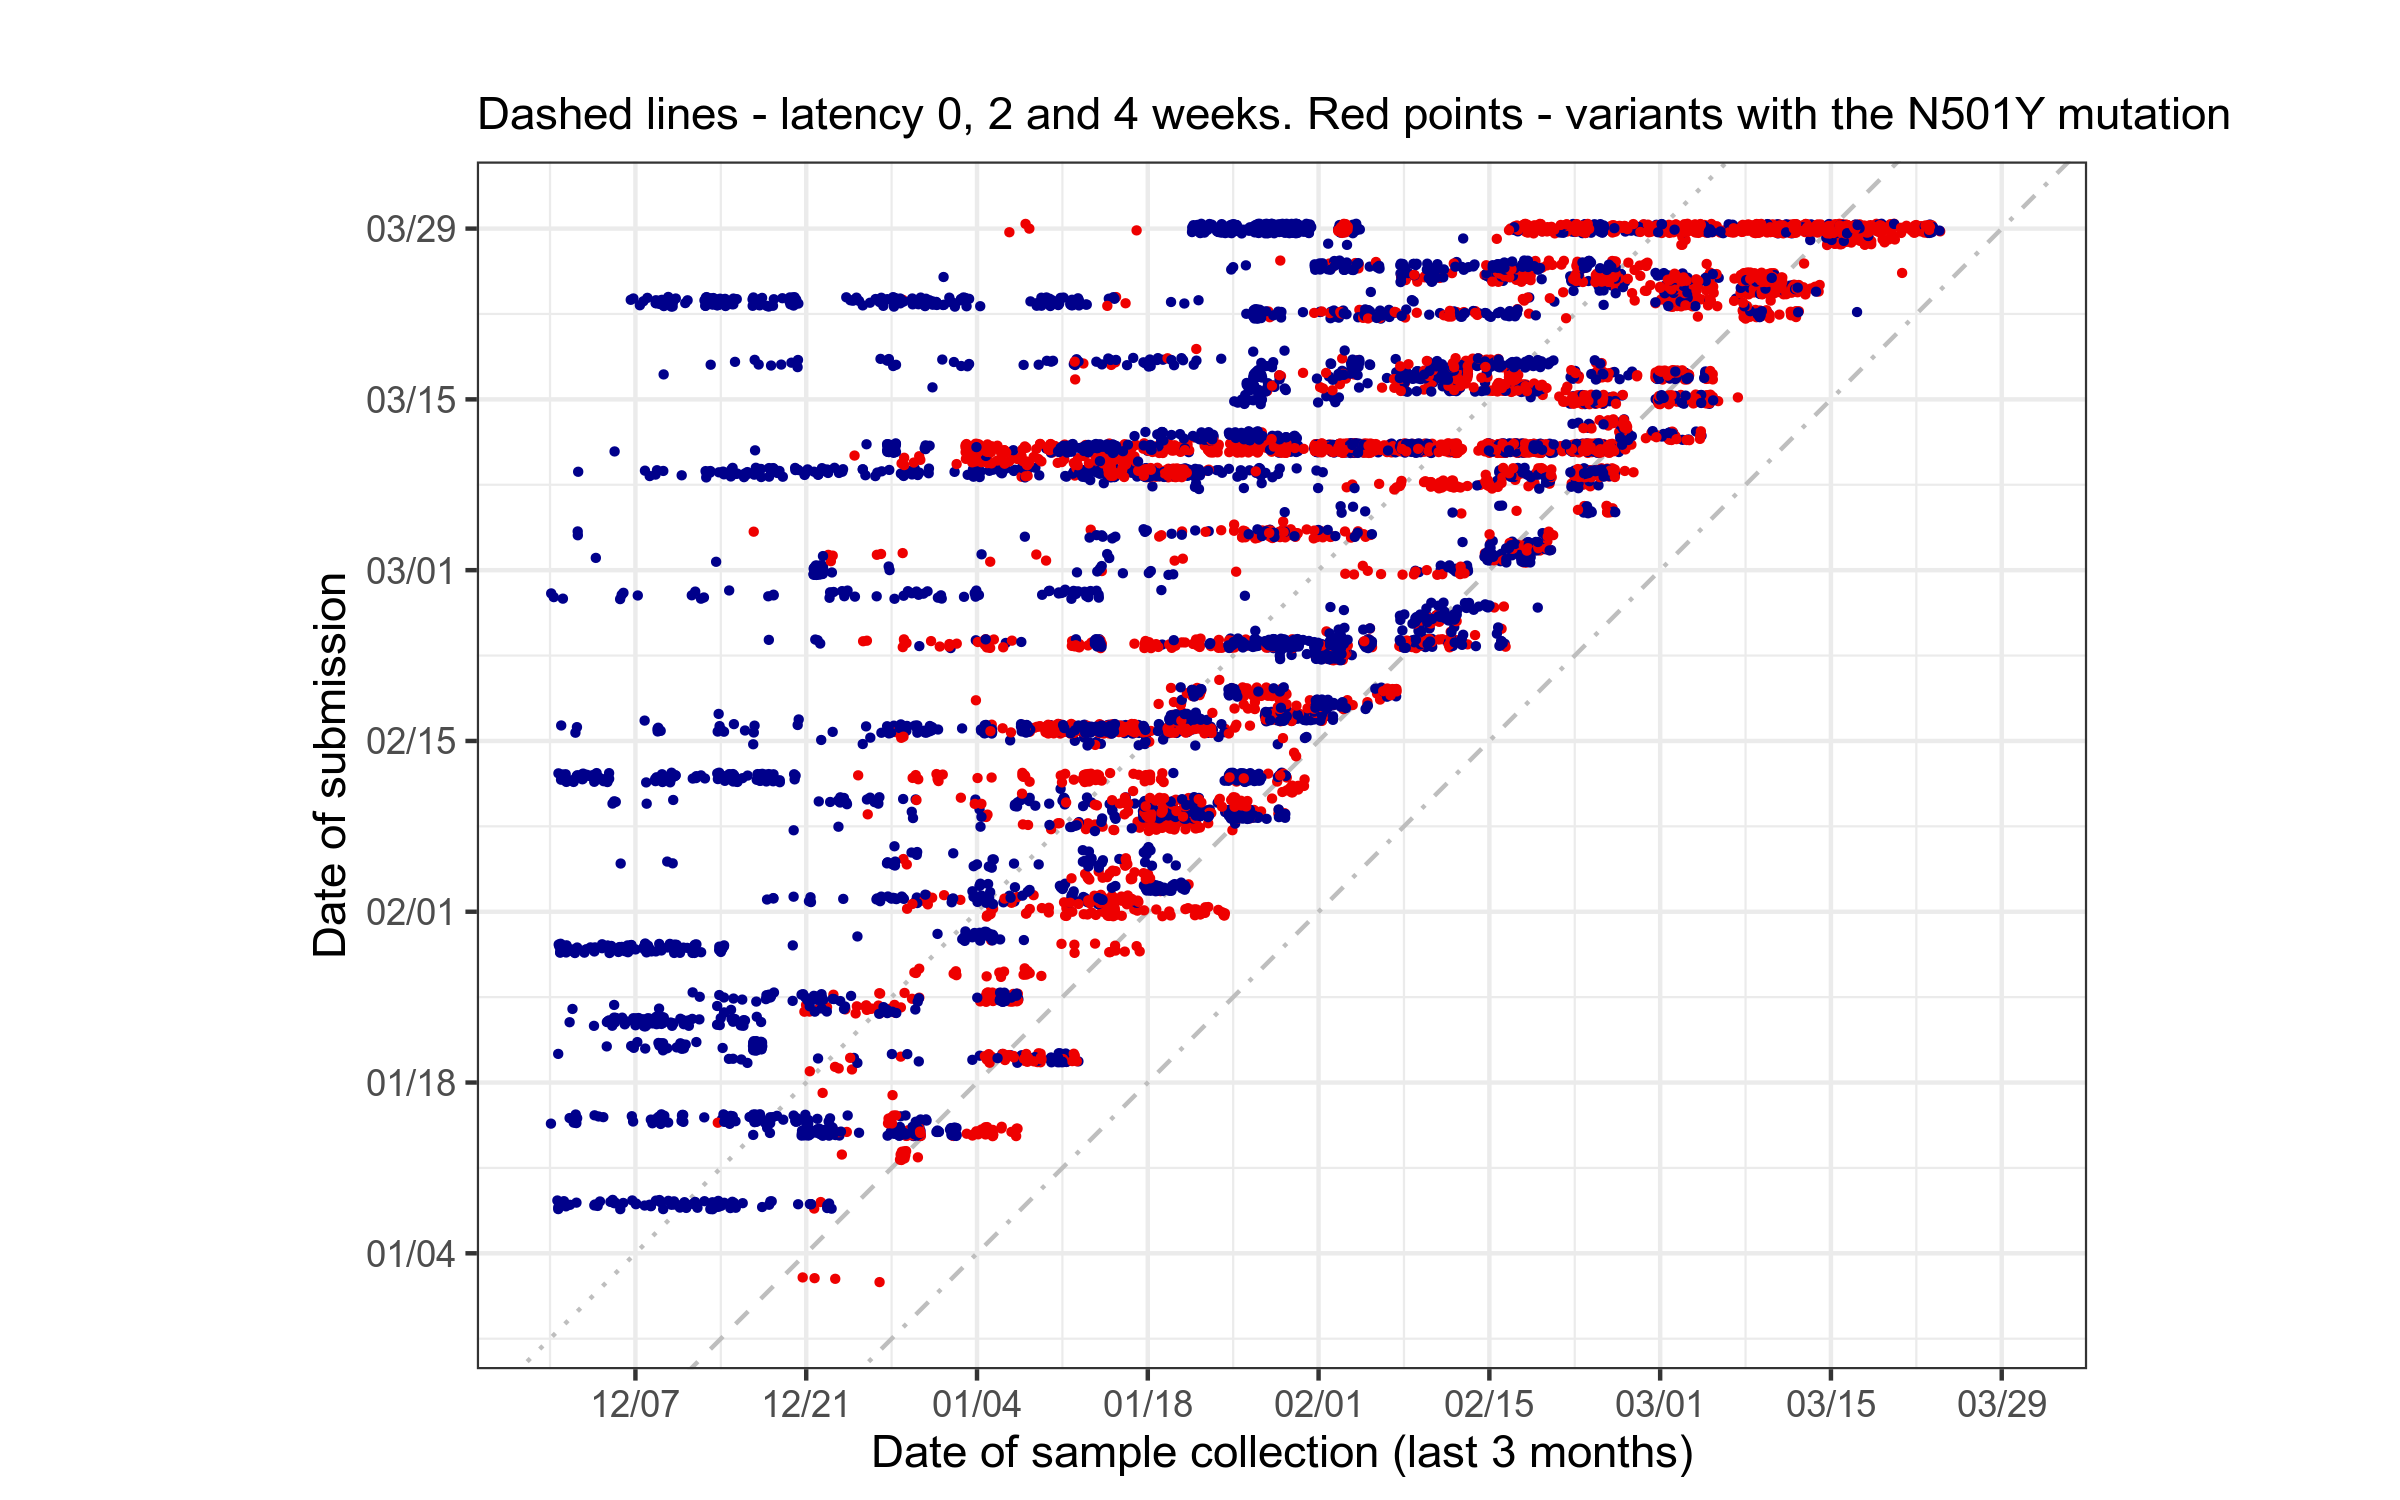 Dashed lines - latency 0, 2 and 4 weeks. Red points - variants with the N501Y mutation
Date of submission
03/29
03/15
03/01
02/15
02/01
01/18
01/04
12/07 12/21 01/04 01/18 02/01 02/15 03/01 03/15 03/29
Date of sample collection (last 3 months)